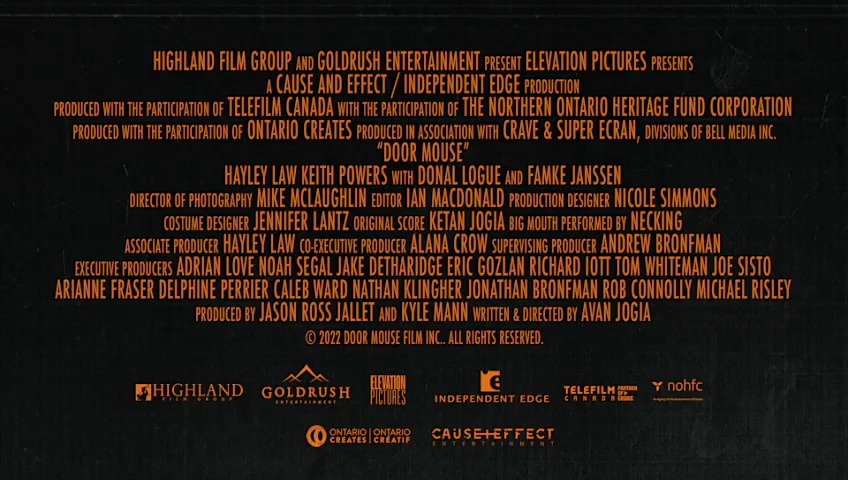 HIGHLAND FILM GROUP AND GOLDRUSH ENTERTAINMENT PRESENT ELEVATION PICTURES PRESENTS
A CAUSE AND EFFECT / INDEPENDENT EDGE PRODUCTION
PRODUCED WITH THE PARTICIPATION OF TELEFILM CANADA WITH THE PARTICIPATION OF THE NORTHERN ONTARIO HERITAGE FUND CORPORATION
PRODUCED WITH THE PARTICIPATION OF ONTARIO CREATES PRODUCED IN ASSOCIATION WITH CRAVE & SUPER ECRAN, DIVISIONS OF BELL MEDIA INC.
"DOOR MOUSE"
HAYLEY LAW KEITH POWERS WITH DONAL LOGUE AND FAMKE JANSSEN
DIRECTOR OF PHOTOGRAPHY MIKE MCLAUGHLIN EDITOR IAN MACDONALD PRODUCTION DESIGNER NICOLE SIMMONS
COSTUME DESIGNER JENNIFER LANTZ ORIGINAL SCORE KETAN JOGIA BIG MOUTH PERFORMED BY NECKING
ASSOCIATE PRODUCER HAYLEY LAW CO-EXECUTIVE PRODUCER ALANA CROW SUPERVISING PRODUCER ANDREW BRONFMAN
EXECUTIVE PRODUCERS ADRIAN LOVE NOAH SEGAL JAKE DETHARIDGE ERIC GOZLAN RICHARD IOTT TOM WHITEMAN JOE SISTO
ARIANNE FRASER DELPHINE PERRIER CALEB WARD NATHAN KLINGHER JONATHAN BRONFMAN ROB CONNOLLY MICHAEL RISLEY
PRODUCED BY JASON ROSS JALLET AND KYLE MANN WRITTEN & DIRECTED BY AVAN JOGIA
© 2022 DOOR MOUSE FILM INC.. ALL RIGHTS RESERVED.
HIGHLAND FILM GROUP
GOLDRUSH ENTERTAINMENT
ELEVATION PICTURES
INDEPENDENT EDGE
TELEFILM CANADA PARTNER OF CHOICE
nohfc
ONTARIO CREATES | ONTARIO CRÉATIF
CAUSE+EFFECT ENTERTAINMENT